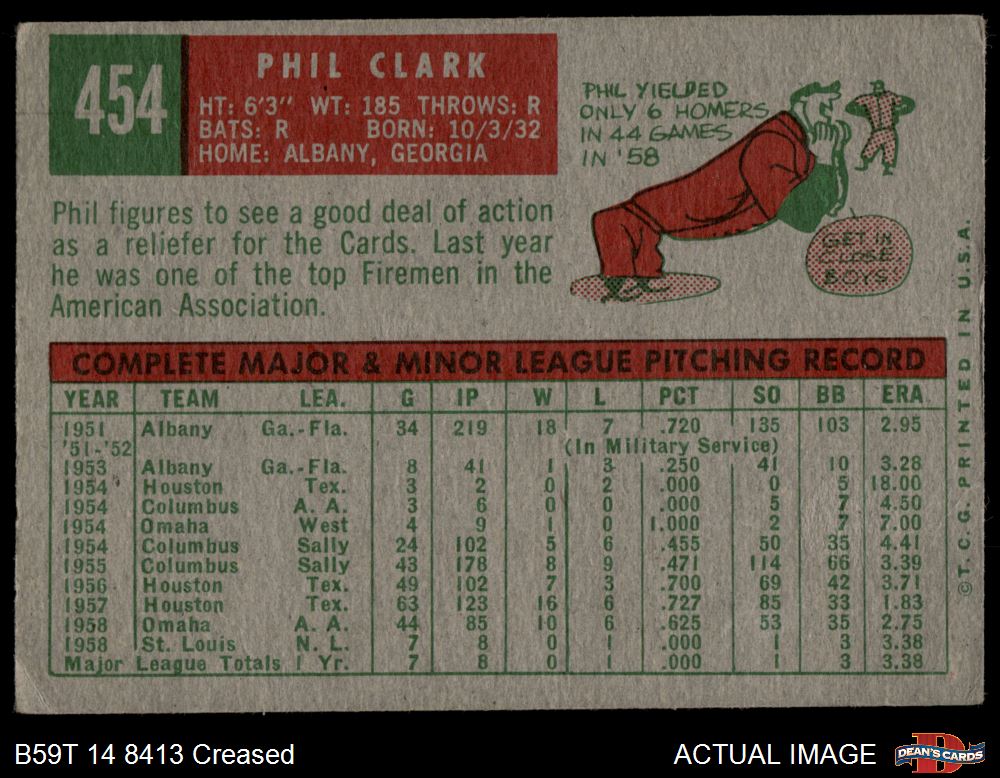 454
PHIL CLARK
HT: 6'3" WT: 185 THROWS: R
BATS: R BORN: 10/3/32
HOME: ALBANY, GEORGIA
PHIL YIELDED
ONLY 6 HOMERS
IN 44 GAMES
IN '58
GET IN
CLOSE
BOYS
Phil figures to see a good deal of action
as a reliefer for the Cards. Last year
he was one of the top Firemen in the
American Association.
COMPLETE MAJOR & MINOR LEAGUE PITCHING RECORD
YEAR TEAM LEA. G IP W L PCT SO BB ERA
1951 Albany Ga.-Fla. 34 219 18 7 .720 135 103 2.95
'51-'52 (In Military Service)
1953 Albany Ga.-Fla. 8 41 1 3 .250 41 10 3.28
1954 Houston Tex. 3 2 0 2 .000 0 5 18.00
1954 Columbus A. A. 3 6 0 0 .000 5 7 4.50
1954 Omaha West 4 9 1 0 1.000 2 7 7.00
1954 Columbus Sally 24 102 5 6 .455 50 35 4.41
1955 Columbus Sally 43 178 8 9 .471 114 66 3.39
1956 Houston Tex. 49 102 7 3 .700 69 42 3.71
1957 Houston Tex. 63 123 16 6 .727 85 33 1.83
1958 Omaha A. A. 44 85 10 6 .625 53 35 2.75
1958 St. Louis N. L. 7 8 0 1 .000 1 3 3.38
Major League Totals 1 Yr. 7 8 0 1 .000 1 3 3.38
©T. C. G. PRINTED IN U.S.A.
B59T 14 8413 Creased
ACTUAL IMAGE
DEAN'S CARDS